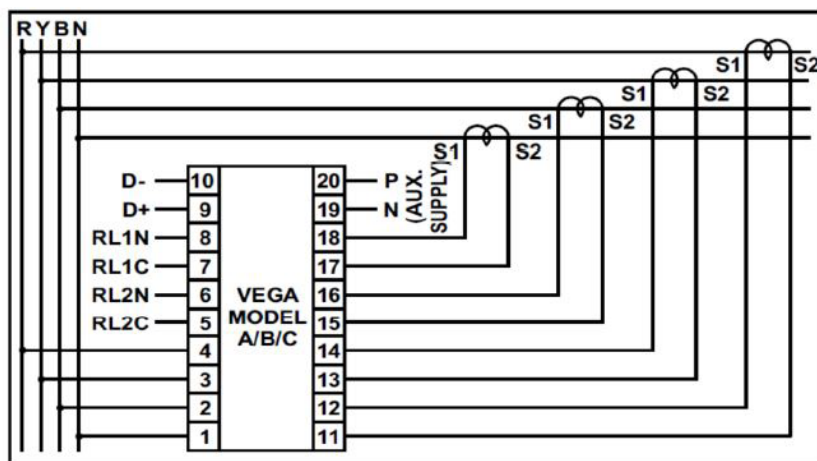 R Y B N
S1 S2
S1 S2
S1 S2
S1 S2
D- 10 20 P
D+ 9 19 N
(AUX.
SUPPLY)
RL1N 8 18
RL1C 7 17
RL2N 6 16
RL2C 5 15
4 14
3 13
2 12
1 11
VEGA
MODEL
A/B/C